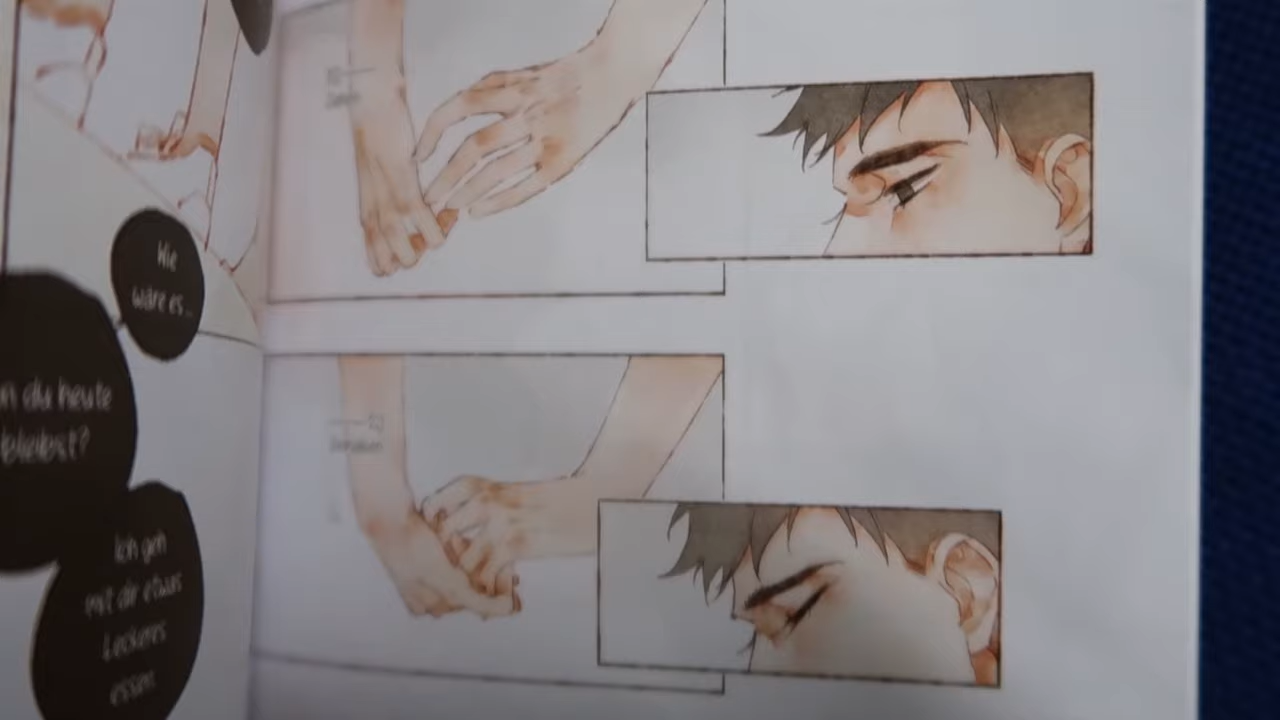 Wie
wäre es...
du heute
bleibst?
Ich geh
mit dir etwas
Leckeres
essen.